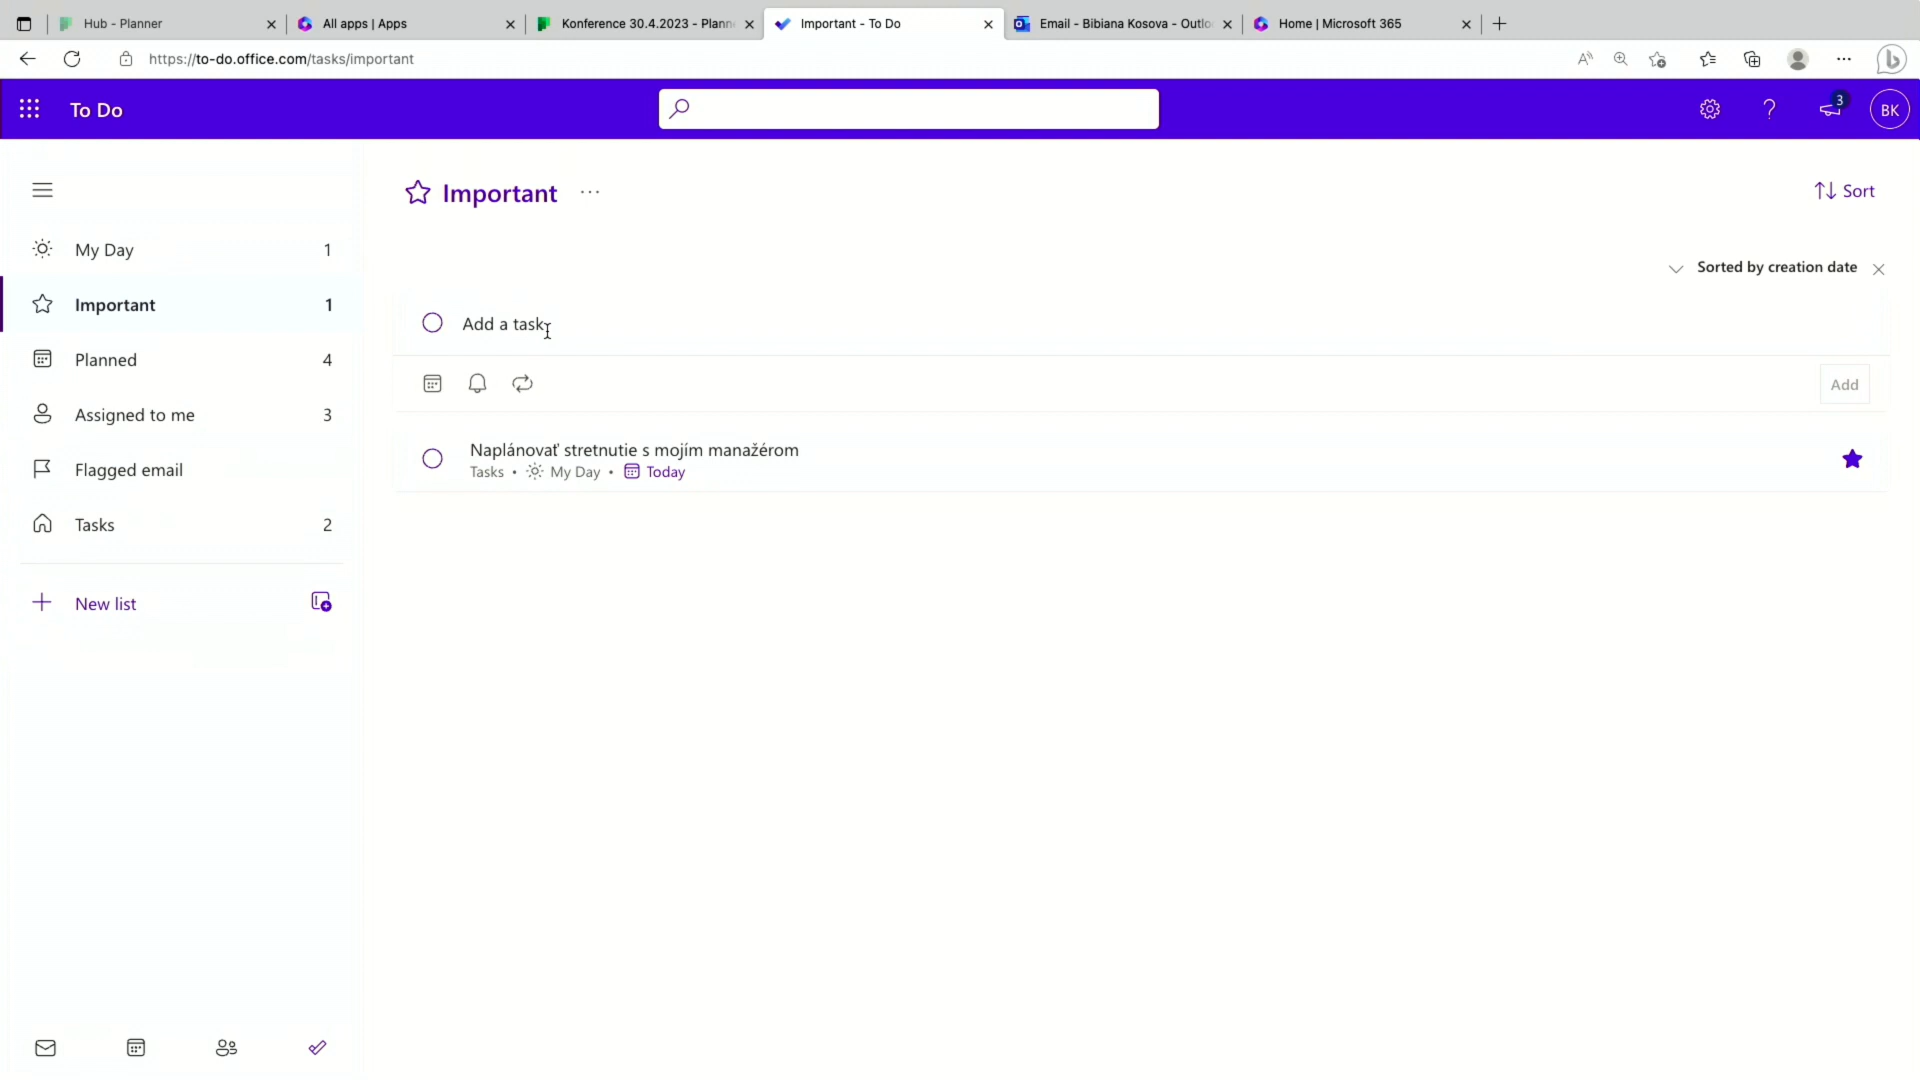 Hub - Planner
All apps | Apps
Konference 30.4.2023 - Plann
Important - To Do
Email - Bibiana Kosova - Outlo
Home | Microsoft 365
https://to-do.office.com/tasks/important
To Do
3
BK
Important
Sort
My Day 1
Sorted by creation date
Important 1
Add a task
Planned 4
Add
Assigned to me 3
Naplánovať stretnutie s mojím manažérom
Tasks • My Day • Today
Flagged email
Tasks 2
New list